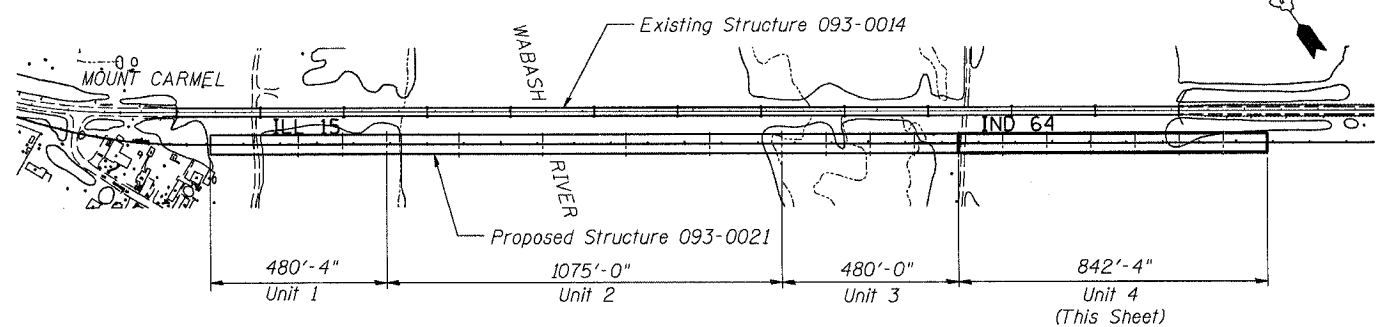 Existing Structure 093-0014
MOUNT CARMEL
WABASH
RIVER
ILL 15
IND 64
Proposed Structure 093-0021
480'-4"
Unit 1
1075'-0"
Unit 2
480'-0"
Unit 3
842'-4"
Unit 4
(This Sheet)